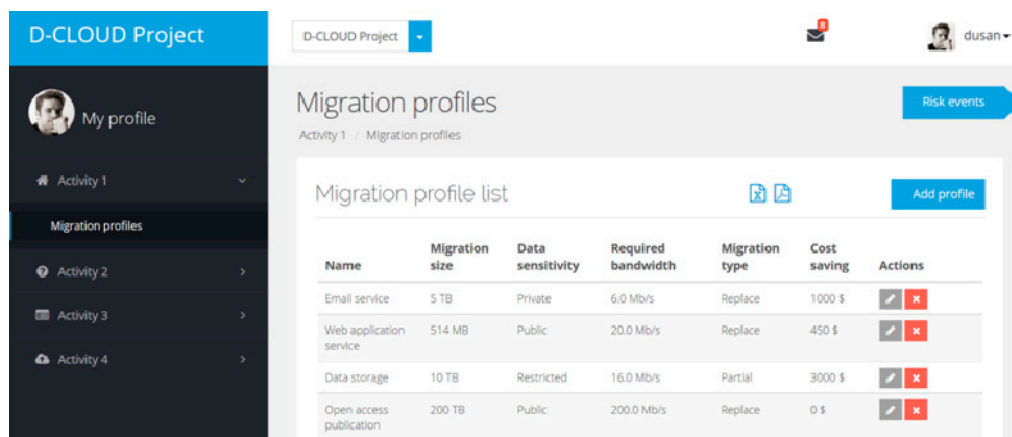 D-CLOUD Project
D-CLOUD Project
8
dusan
My profile
Activity 1
Migration profiles
Activity 2
Activity 3
Activity 4
Migration profiles
Risk events
Activity 1 / Migration profiles
Migration profile list
Add profile
Name Migration size Data sensitivity Required bandwidth Migration type Cost saving Actions
Email service 5 TB Private 6.0 Mb/s Replace 1000 $
Web application service 514 MB Public 20.0 Mb/s Replace 450 $
Data storage 10 TB Restricted 16.0 Mb/s Partial 3000 $
Open access publication 200 TB Public 200.0 Mb/s Replace 0 $